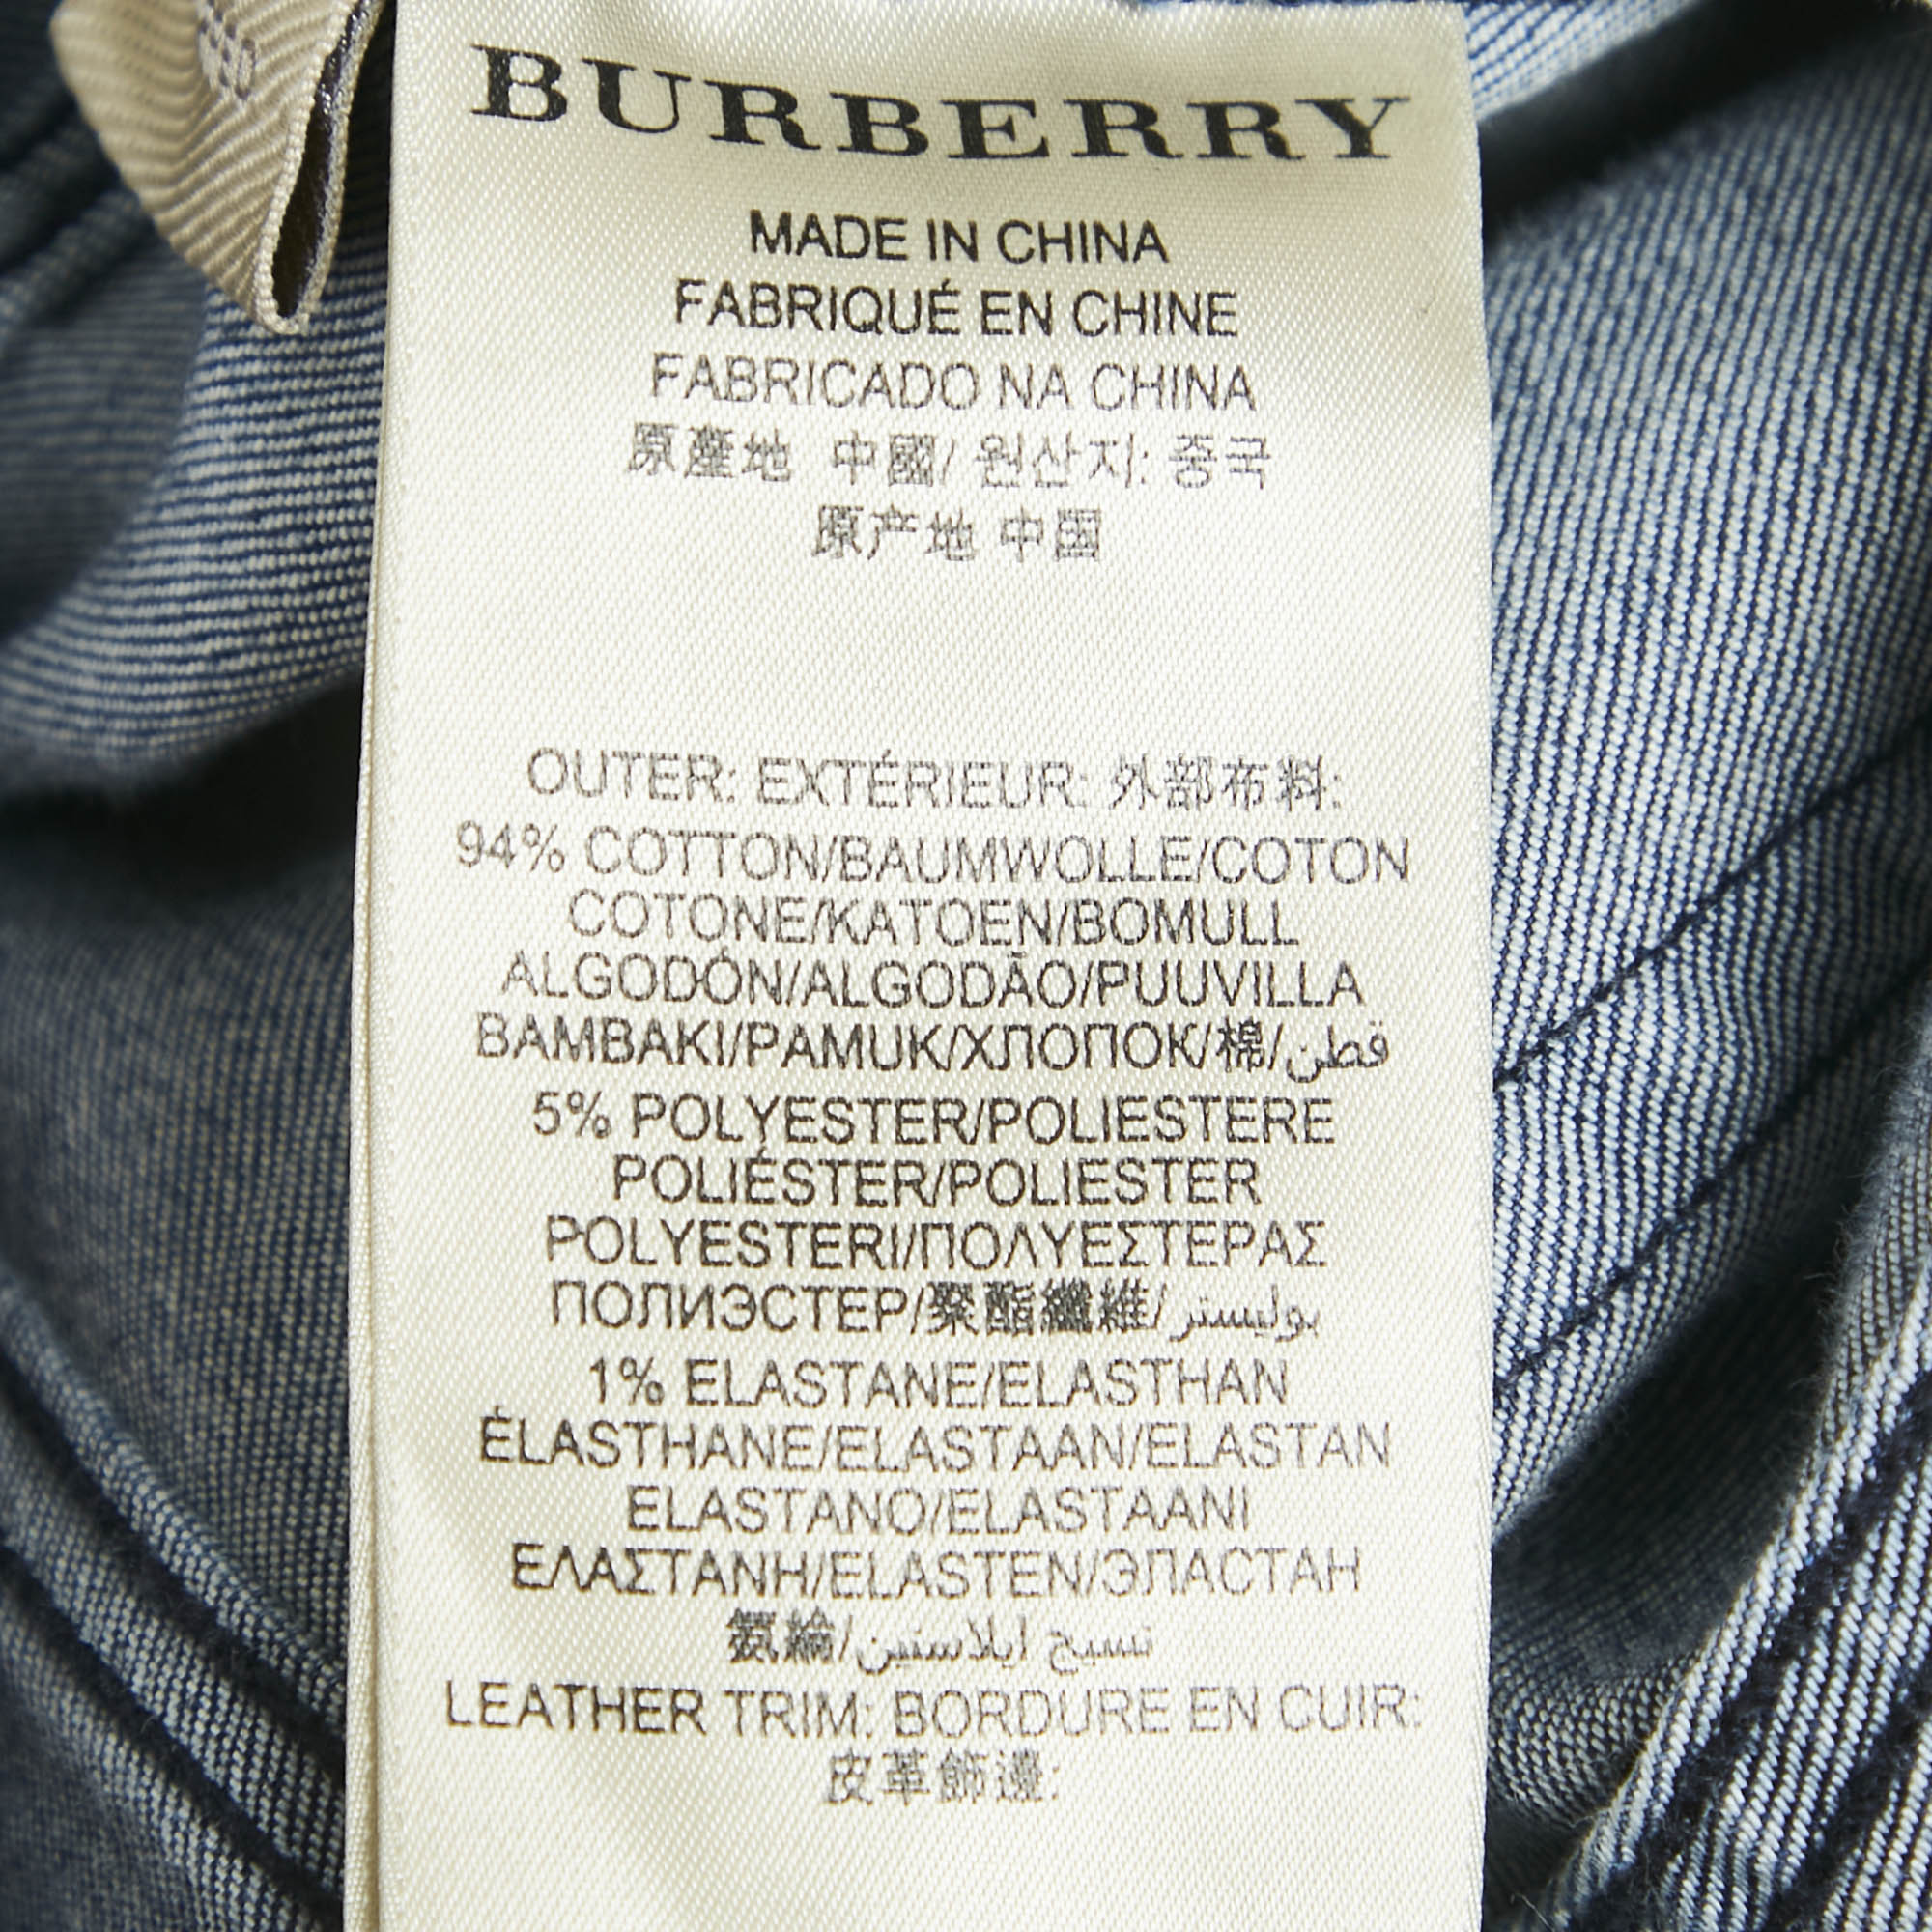 BURBERRY
MADE IN CHINA
FABRIQUÉ EN CHINE
FABRICADO NA CHINA
原產地 中國/ 원산지: 중국
原产地 中国
OUTER: EXTÉRIEUR: 外部布料:
94% COTTON/BAUMWOLLE/COTON
COTONE/KATOEN/BOMULL
ALGODÓN/ALGODÃO/PUUVILLA
BAMBAKI/PAMUK/ХЛОПОК/棉/قطن
5% POLYESTER/POLIESTERE
POLIÉSTER/POLIESTER
POLYESTERI/ΠΟΛΥΕΣΤΕΡΑΣ
ПОЛИЭСТЕР/聚酯纖維/بوليستر
1% ELASTANE/ELASTHAN
ÉLASTHANE/ELASTAAN/ELASTAN
ELASTANO/ELASTAANI
ΕΛΑΣΤΑΝΗ/ELASTEN/ЭЛАСТАН
氨綸/نسيج ايلاستين
LEATHER TRIM: BORDURE EN CUIR:
皮革飾邊: